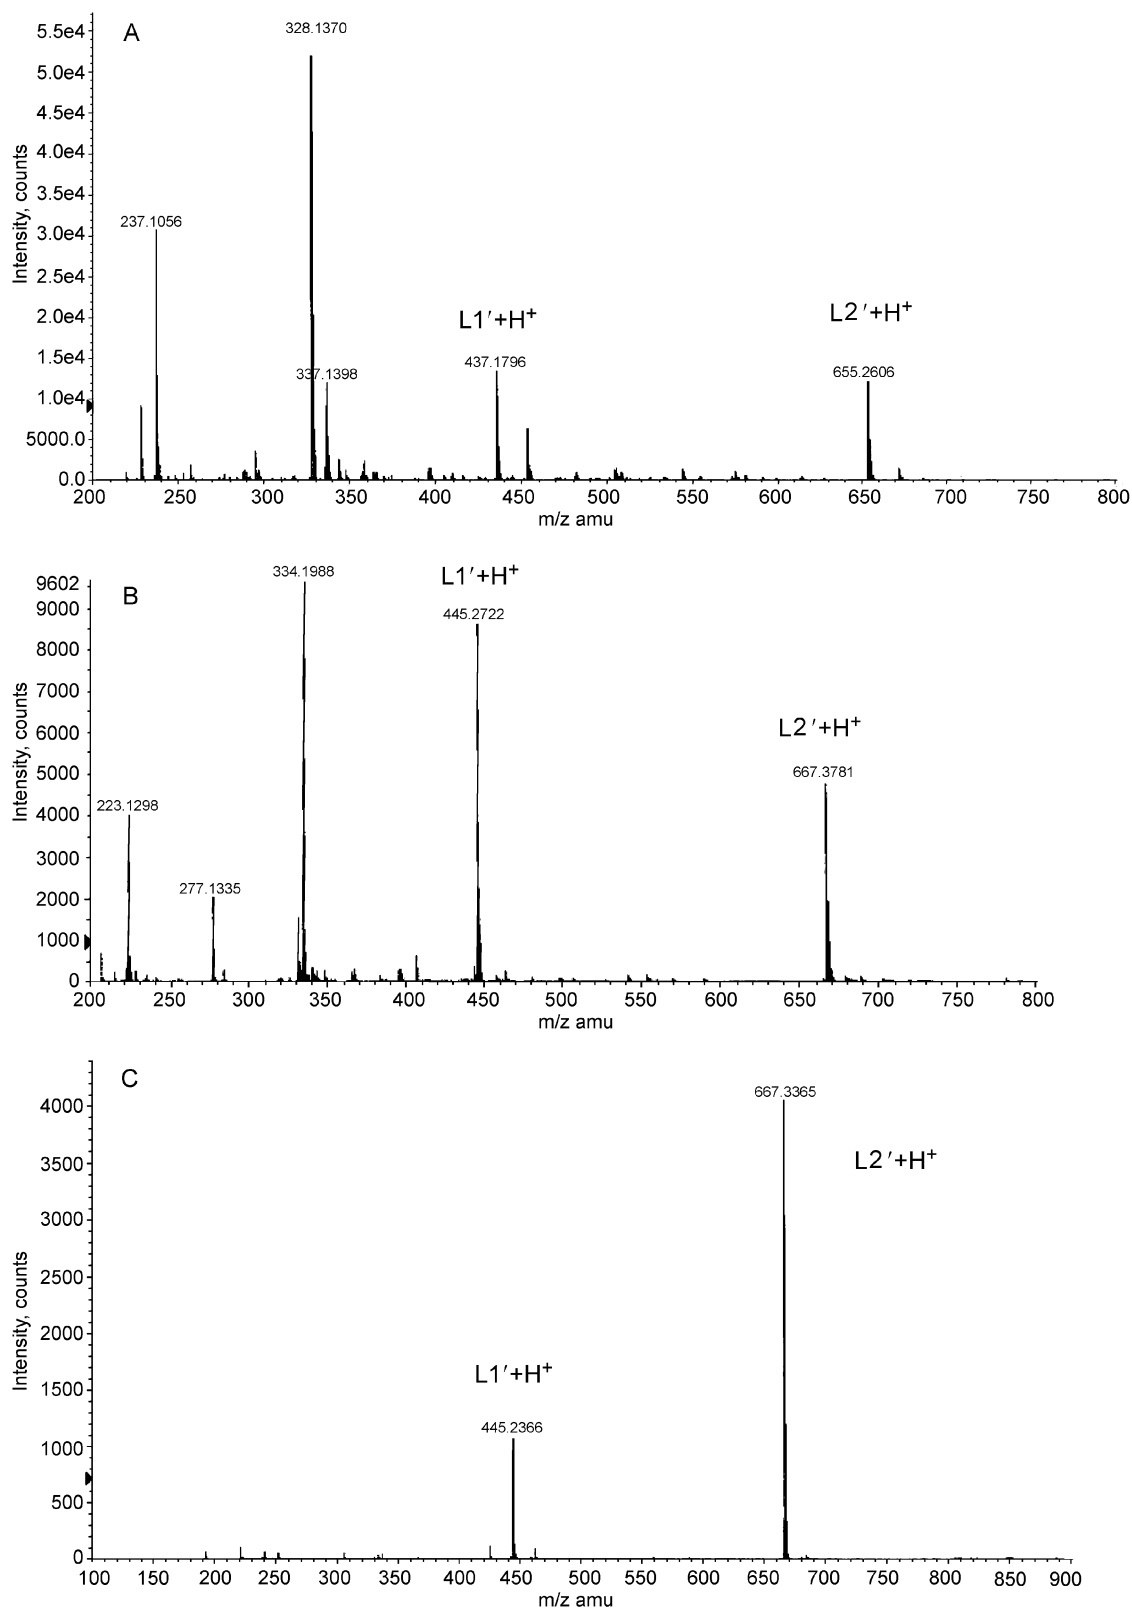 A
328.1370
5.5e4
5.0e4
4.5e4
4.0e4
3.5e4
3.0e4
2.5e4
2.0e4
1.5e4
1.0e4
5000.0
0.0
Intensity, counts
237.1056
337.1398
L1′+H+
437.1796
L2′+H+
655.2606
200 250 300 350 400 450 500 550 600 650 700 750 800
m/z amu
B
334.1988
L1′+H+
445.2722
9602
9000
8000
7000
6000
5000
4000
3000
2000
1000
0
Intensity, counts
L2′+H+
667.3781
223.1298
277.1335
200 250 300 350 400 450 500 550 600 650 700 750 800
m/z amu
C
667.3365
L2′+H+
4000
3500
3000
2500
2000
1500
1000
500
0
Intensity, counts
L1′+H+
445.2366
100 150 200 250 300 350 400 450 500 550 600 650 700 750 800 850 900
m/z amu